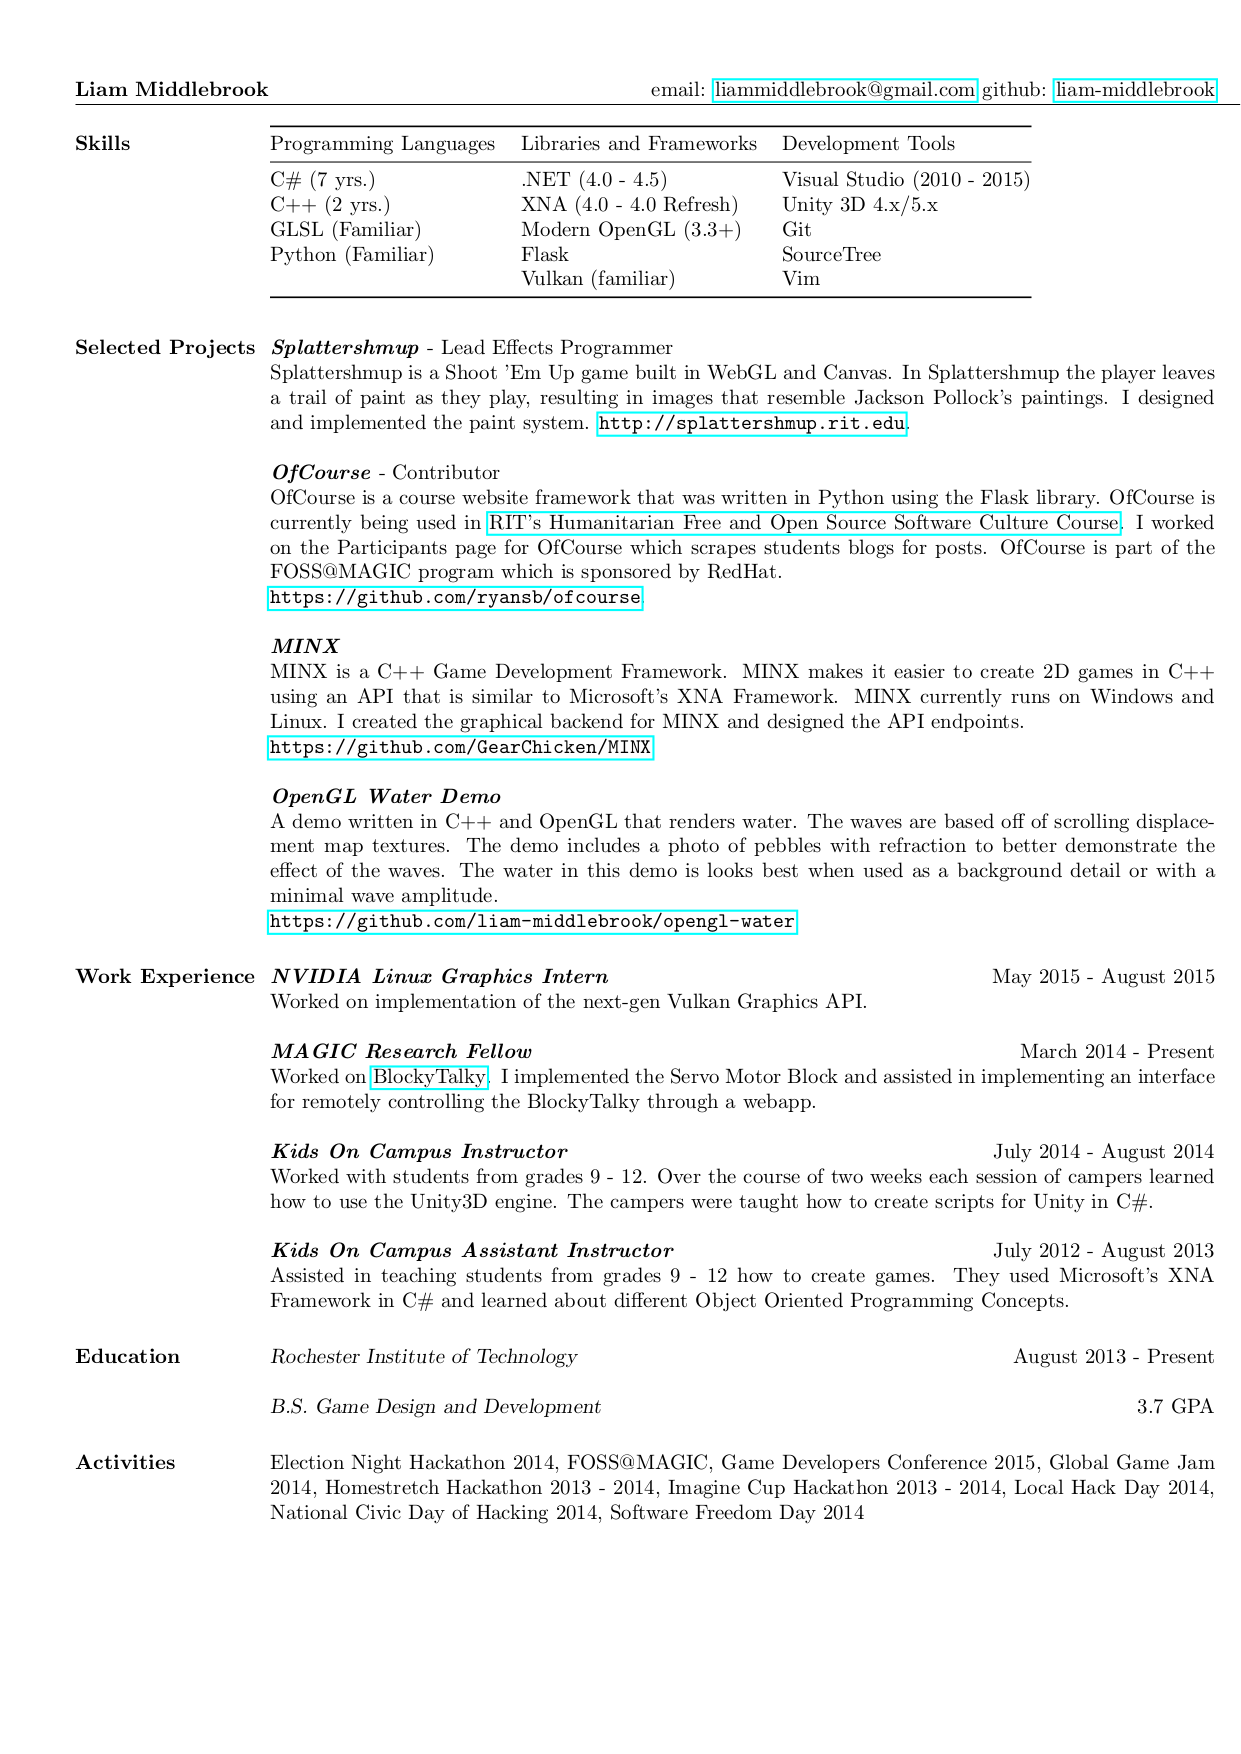 Liam Middlebrook email: liammiddlebrook@gmail.com github: liam-middlebrook
Skills Programming Languages Libraries and Frameworks Development Tools
C# (7 yrs.) .NET (4.0 - 4.5) Visual Studio (2010 - 2015)
C++ (2 yrs.) XNA (4.0 - 4.0 Refresh) Unity 3D 4.x/5.x
GLSL (Familiar) Modern OpenGL (3.3+) Git
Python (Familiar) Flask SourceTree
Vulkan (familiar) Vim
Selected Projects Splattershmup - Lead Effects Programmer
Splattershmup is a Shoot 'Em Up game built in WebGL and Canvas. In Splattershmup the player leaves
a trail of paint as they play, resulting in images that resemble Jackson Pollock's paintings. I designed
and implemented the paint system. http://splattershmup.rit.edu.
OfCourse - Contributor
OfCourse is a course website framework that was written in Python using the Flask library. OfCourse is
currently being used in RIT's Humanitarian Free and Open Source Software Culture Course. I worked
on the Participants page for OfCourse which scrapes students blogs for posts. OfCourse is part of the
FOSS@MAGIC program which is sponsored by RedHat.
https://github.com/ryansb/ofcourse
MINX
MINX is a C++ Game Development Framework. MINX makes it easier to create 2D games in C++
using an API that is similar to Microsoft's XNA Framework. MINX currently runs on Windows and
Linux. I created the graphical backend for MINX and designed the API endpoints.
https://github.com/GearChicken/MINX
OpenGL Water Demo
A demo written in C++ and OpenGL that renders water. The waves are based off of scrolling displace-
ment map textures. The demo includes a photo of pebbles with refraction to better demonstrate the
effect of the waves. The water in this demo is looks best when used as a background detail or with a
minimal wave amplitude.
https://github.com/liam-middlebrook/opengl-water
Work Experience NVIDIA Linux Graphics Intern May 2015 - August 2015
Worked on implementation of the next-gen Vulkan Graphics API.
MAGIC Research Fellow March 2014 - Present
Worked on BlockyTalky. I implemented the Servo Motor Block and assisted in implementing an interface
for remotely controlling the BlockyTalky through a webapp.
Kids On Campus Instructor July 2014 - August 2014
Worked with students from grades 9 - 12. Over the course of two weeks each session of campers learned
how to use the Unity3D engine. The campers were taught how to create scripts for Unity in C#.
Kids On Campus Assistant Instructor July 2012 - August 2013
Assisted in teaching students from grades 9 - 12 how to create games. They used Microsoft's XNA
Framework in C# and learned about different Object Oriented Programming Concepts.
Education Rochester Institute of Technology August 2013 - Present
B.S. Game Design and Development 3.7 GPA
Activities Election Night Hackathon 2014, FOSS@MAGIC, Game Developers Conference 2015, Global Game Jam
2014, Homestretch Hackathon 2013 - 2014, Imagine Cup Hackathon 2013 - 2014, Local Hack Day 2014,
National Civic Day of Hacking 2014, Software Freedom Day 2014